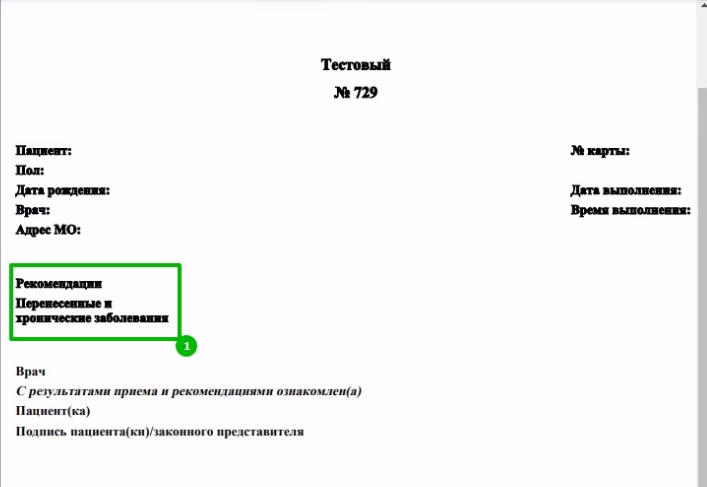 Тестовый
№ 729
Пациент: № карты:
Пол:
Дата рождения: Дата выполнения:
Врач: Время выполнения:
Адрес МО:
Рекомендации
Перенесенные и
хронические заболевания
1
Врач
С результатами приема и рекомендациями ознакомлен(а)
Пациент(ка)
Подпись пациента(ки)/законного представителя